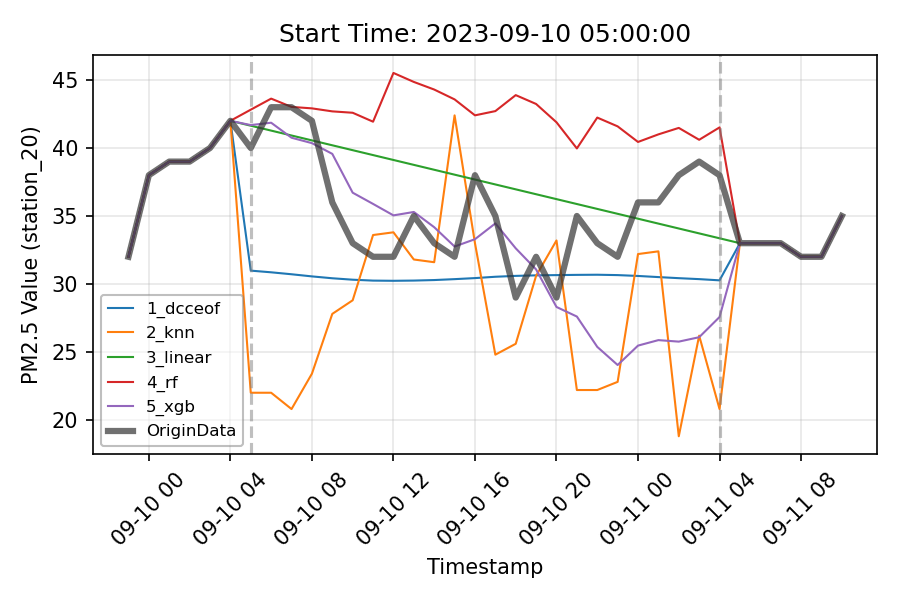 Start Time: 2023-09-10 05:00:00
PM2.5 Value (station_20)
45
40
35
30
25
20
1_dcceof
2_knn
3_linear
4_rf
5_xgb
OriginData
09-10 00
09-10 04
09-10 08
09-10 12
09-10 16
09-10 20
09-11 00
09-11 04
09-11 08
Timestamp